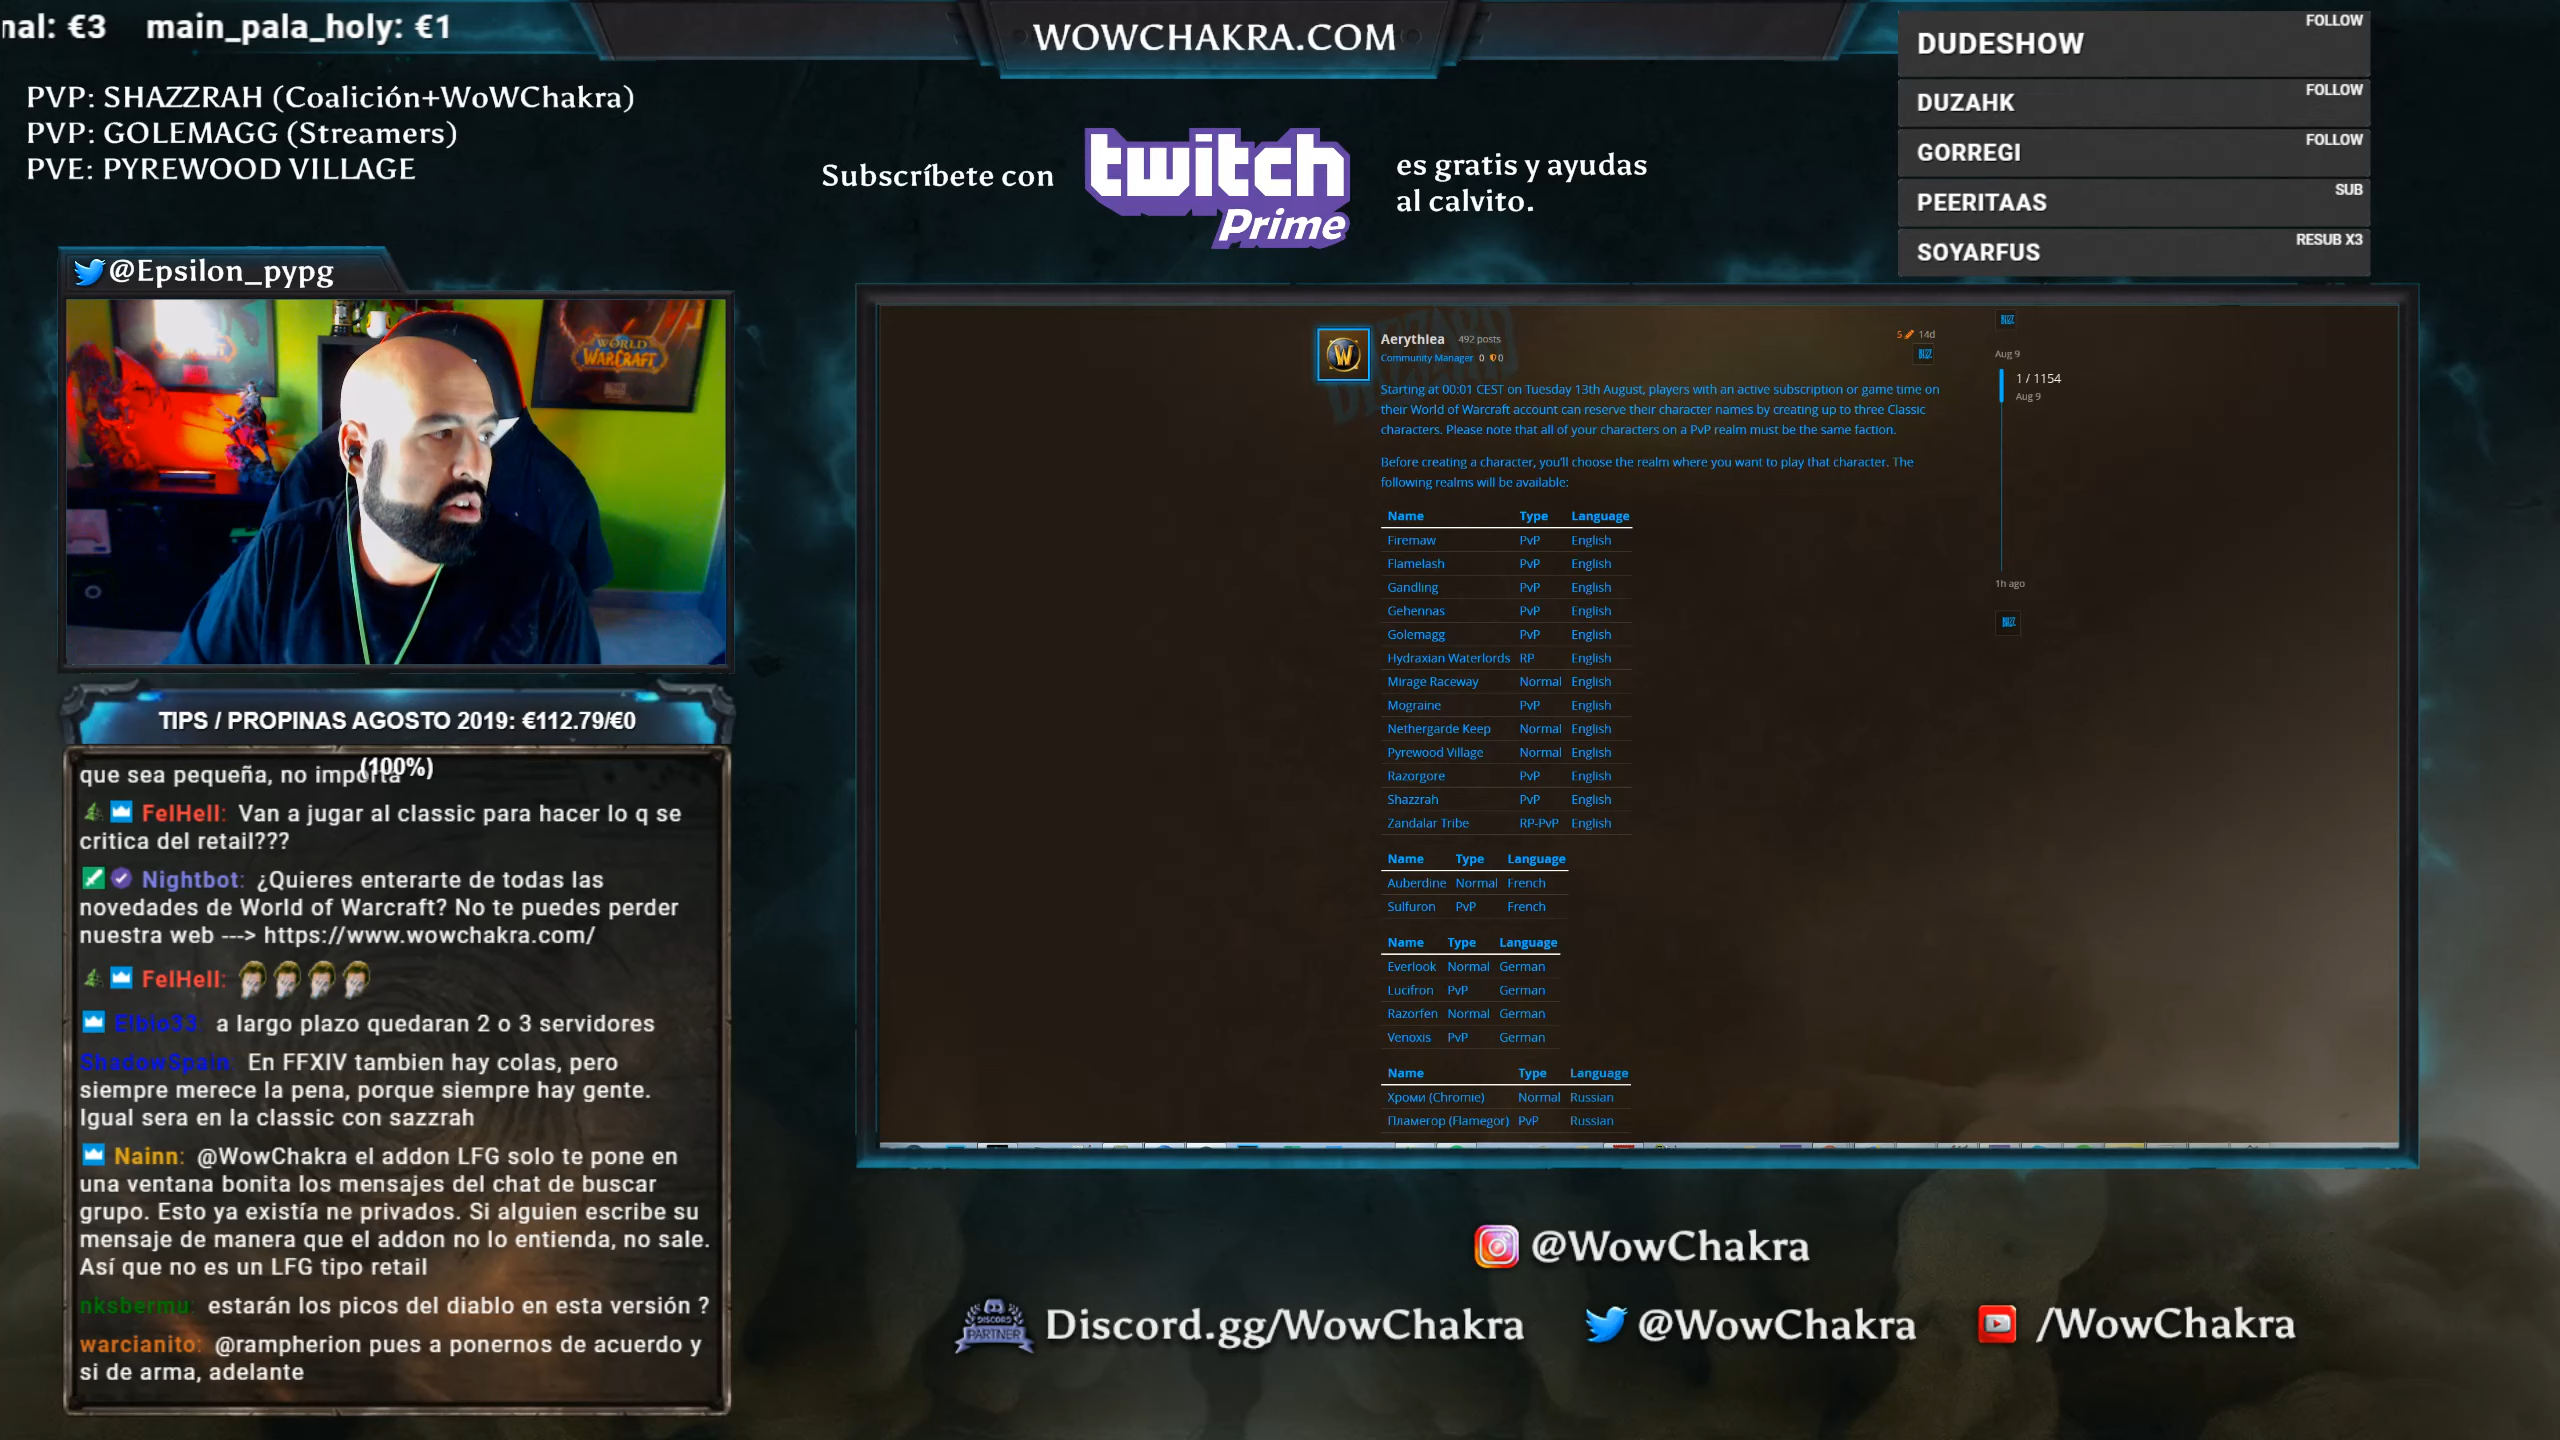 nal: €3 main_pala_holy: €1
WOWCHAKRA.COM
PVP: SHAZZRAH (Coalición+WoWChakra)
PVP: GOLEMAGG (Streamers)
PVE: PYREWOOD VILLAGE
Subscríbete con
twitch
Prime
es gratis y ayudas
al calvito.
DUDESHOW FOLLOW
DUZAHK FOLLOW
GORREGI FOLLOW
PEERITAAS SUB
SOYARFUS RESUB X3
@Epsilon_pypg
WORLD
WARCRAFT
TIPS / PROPINAS AGOSTO 2019: €112.79/€0
(100%)
que sea pequeña, no importa
FelHell: Van a jugar al classic para hacer lo q se
critica del retail???
Nightbot: ¿Quieres enterarte de todas las
novedades de World of Warcraft? No te puedes perder
nuestra web ---> https://www.wowchakra.com/
FelHell:
Elbio33: a largo plazo quedaran 2 o 3 servidores
ShadowSpain: En FFXIV tambien hay colas, pero
siempre merece la pena, porque siempre hay gente.
Igual sera en la classic con sazzrah
Nainn: @WowChakra el addon LFG solo te pone en
una ventana bonita los mensajes del chat de buscar
grupo. Esto ya existía ne privados. Si alguien escribe su
mensaje de manera que el addon no lo entienda, no sale.
Así que no es un LFG tipo retail
nksbermu: estarán los picos del diablo en esta versión ?
warcianito: @rampherion pues a ponernos de acuerdo y
si de arma, adelante
Aerythlea 492 posts
Community Manager 0 0
5 14d
BLIZZ
Starting at 00:01 CEST on Tuesday 13th August, players with an active subscription or game time on
their World of Warcraft account can reserve their character names by creating up to three Classic
characters. Please note that all of your characters on a PvP realm must be the same faction.
Before creating a character, you'll choose the realm where you want to play that character. The
following realms will be available:
Name Type Language
Firemaw PvP English
Flamelash PvP English
Gandling PvP English
Gehennas PvP English
Golemagg PvP English
Hydraxian Waterlords RP English
Mirage Raceway Normal English
Mograine PvP English
Nethergarde Keep Normal English
Pyrewood Village Normal English
Razorgore PvP English
Shazzrah PvP English
Zandalar Tribe RP-PvP English
Name Type Language
Auberdine Normal French
Sulfuron PvP French
Name Type Language
Everlook Normal German
Lucifron PvP German
Razorfen Normal German
Venoxis PvP German
Name Type Language
Хроми (Chromie) Normal Russian
Пламегор (Flamegor) PvP Russian
BLIZZ
Aug 9
1 / 1154
Aug 9
1h ago
BLIZZ
@WowChakra
DISCORD
PARTNER
Discord.gg/WowChakra
@WowChakra
/WowChakra